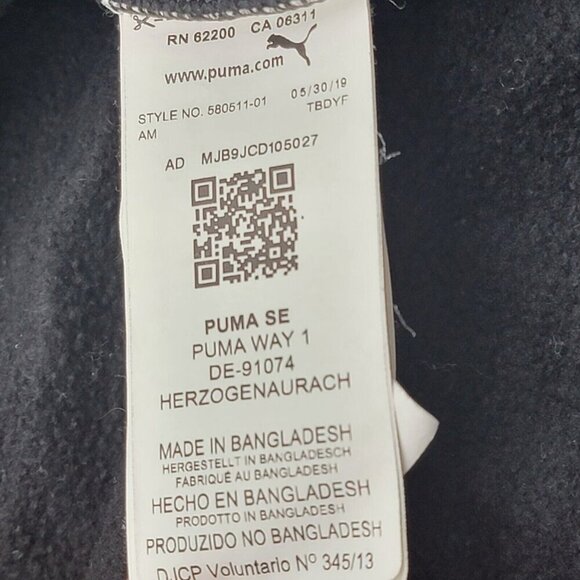 RN 62200 CA 06311
www.puma.com
STYLE NO. 580511-01 05/30/19
AM TBDYF
AD MJB9JCD105027
PUMA SE
PUMA WAY 1
DE-91074
HERZOGENAURACH
MADE IN BANGLADESH
HERGESTELLT IN BANGLADESCH
FABRIQUÉ AU BANGLADESH
HECHO EN BANGLADESH
PRODOTTO IN BANGLADESH
PRODUZIDO NO BANGLADESH
DJCP Voluntario Nº 345/13